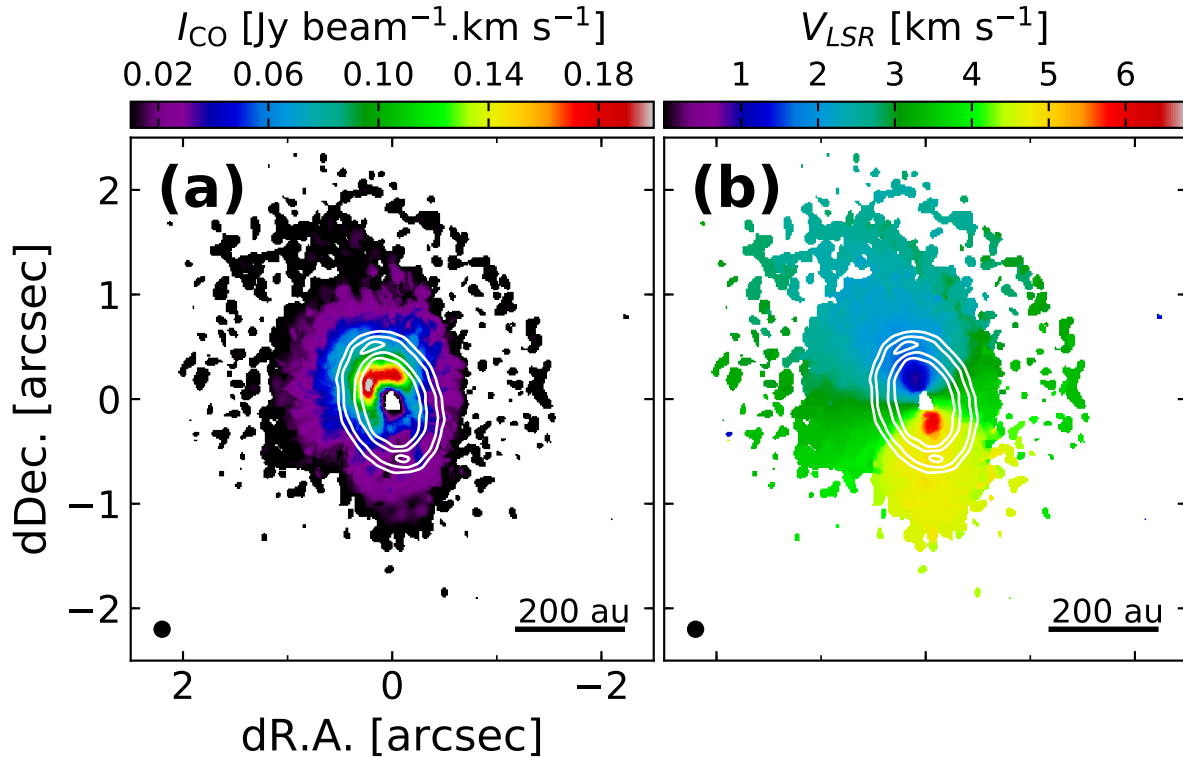 I_CO [Jy beam⁻¹.km s⁻¹]
V_LSR [km s⁻¹]
0.02 0.06 0.10 0.14 0.18
1 2 3 4 5 6
(a)
(b)
2
1
0
−1
−2
dDec. [arcsec]
200 au
200 au
2 0 −2
dR.A. [arcsec]